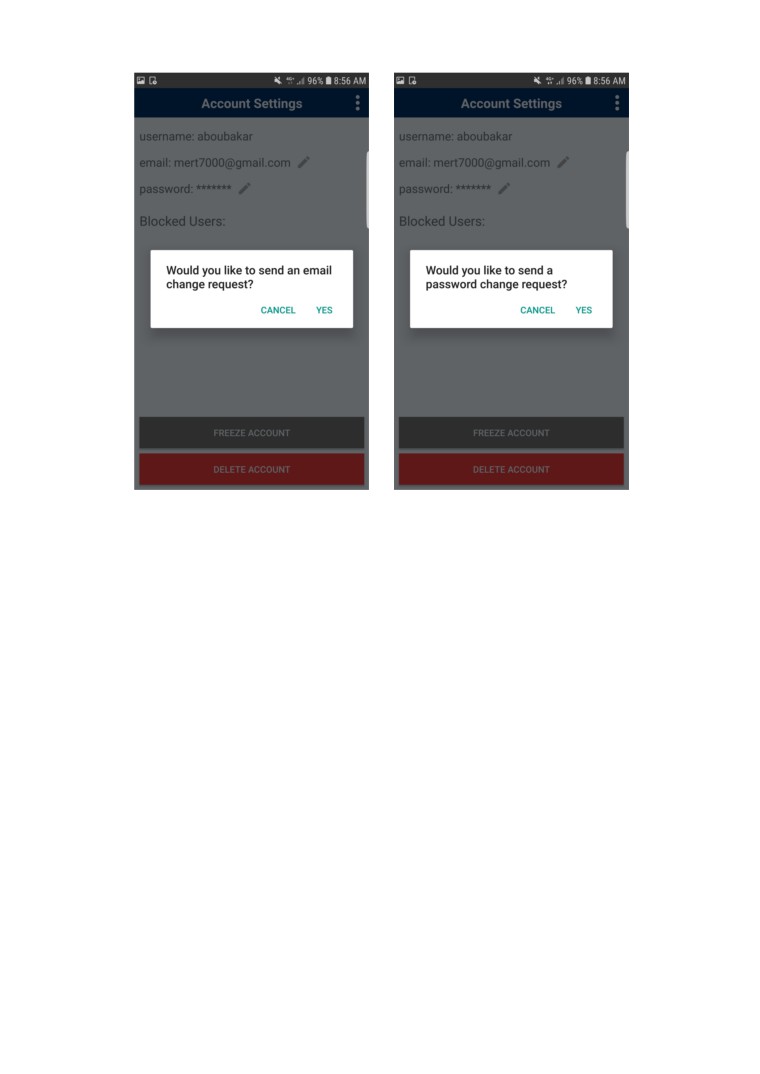 96% 8:56 AM
Account Settings
username: aboubakar
email: mert7000@gmail.com
password: *******
Blocked Users:
Would you like to send an email
change request?
CANCEL YES
FREEZE ACCOUNT
DELETE ACCOUNT
96% 8:56 AM
Account Settings
username: aboubakar
email: mert7000@gmail.com
password: *******
Blocked Users:
Would you like to send a
password change request?
CANCEL YES
FREEZE ACCOUNT
DELETE ACCOUNT